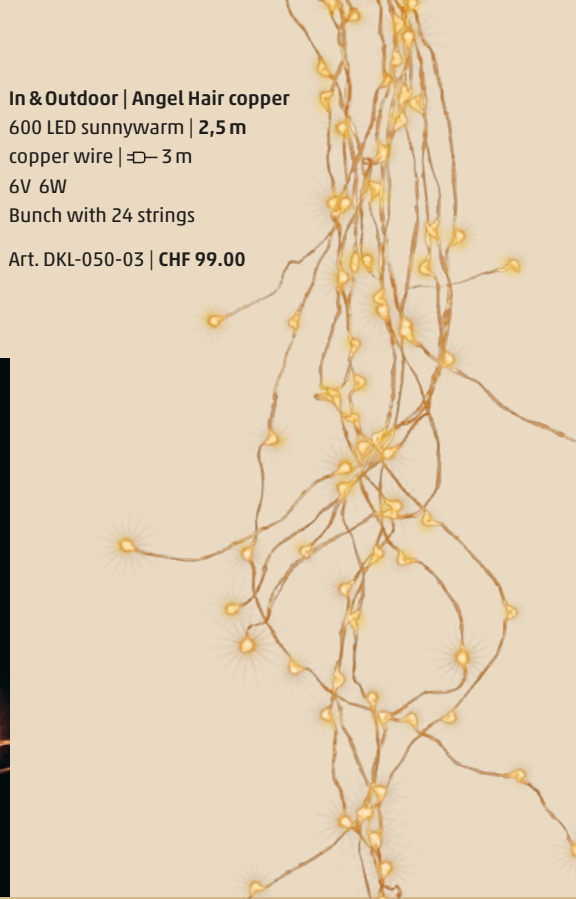 In & Outdoor | Angel Hair copper
600 LED sunnywarm | 2,5 m
copper wire | 3 m
6V 6W
Bunch with 24 strings
Art. DKL-050-03 | CHF 99.00